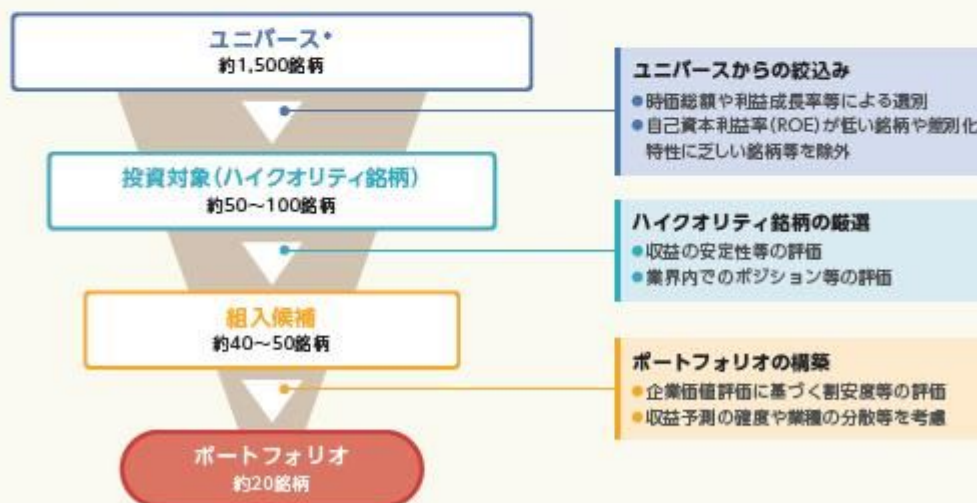 ユニバース*
約1,500銘柄
ユニバースからの絞込み
●時価総額や利益成長率等による選別
●自己資本利益率(ROE)が低い銘柄や差別化
特性に乏しい銘柄等を除外
投資対象(ハイクオリティ銘柄)
約50～100銘柄
ハイクオリティ銘柄の厳選
●収益の安定性等の評価
●業界内でのポジション等の評価
組入候補
約40～50銘柄
ポートフォリオの構築
●企業価値評価に基づく割安度等の評価
●収益予測の確度や業種の分散等を考慮
ポートフォリオ
約20銘柄